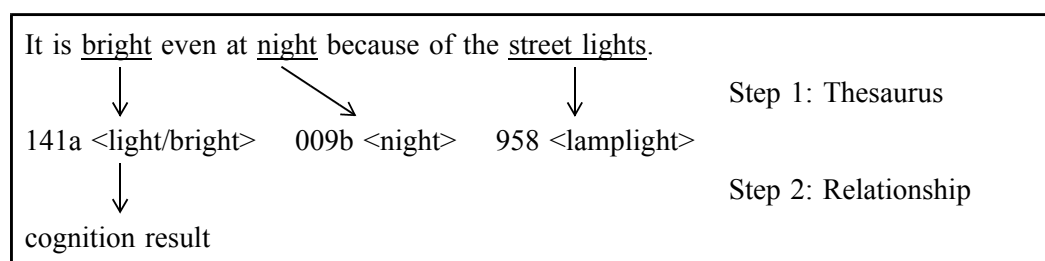 It is bright even at night because of the street lights.
Step 1: Thesaurus
141a <light/bright> 009b <night> 958 <lamplight>
Step 2: Relationship
cognition result